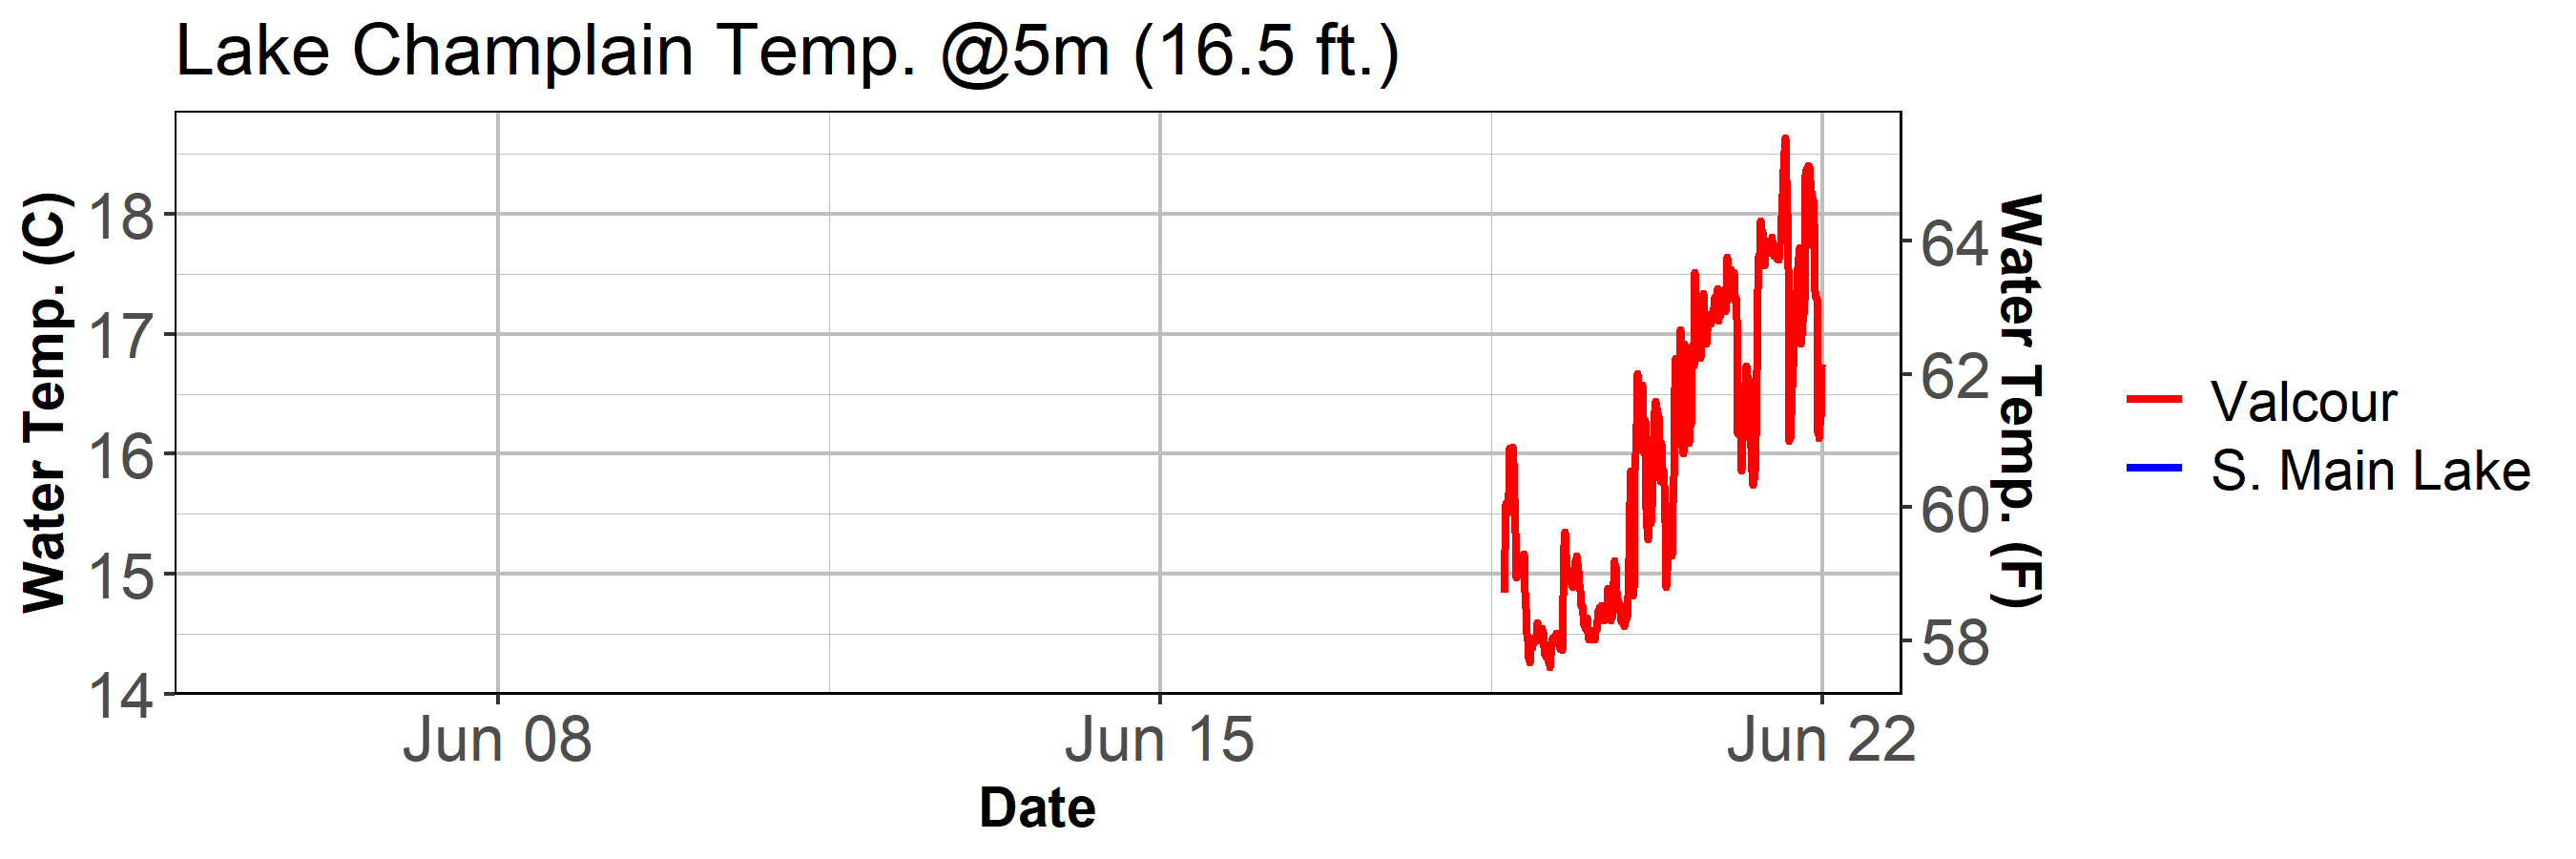 Lake Champlain Temp. @5m (16.5 ft.)
Water Temp. (C)
18
17
16
15
14
64
62
60
58
Water Temp. (F)
Jun 08
Jun 15
Jun 22
Date
Valcour
S. Main Lake